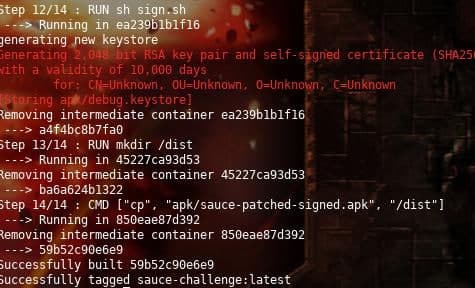 Step 12/14 : RUN sh sign.sh
---> Running in ea239b1b1f16
generating new keystore
Generating 2,048 bit RSA key pair and self-signed certificate (SHA25
with a validity of 10,000 days
for: CN=Unknown, OU=Unknown, O=Unknown, C=Unknown
[Storing apk/debug.keystore]
Removing intermediate container ea239b1b1f16
---> a4f4bc8b7fa0
Step 13/14 : RUN mkdir /dist
---> Running in 45227ca93d53
Removing intermediate container 45227ca93d53
---> ba6a624b1322
Step 14/14 : CMD ["cp", "apk/sauce-patched-signed.apk", "/dist"]
---> Running in 850eae87d392
Removing intermediate container 850eae87d392
---> 59b52c90e6e9
Successfully built 59b52c90e6e9
Successfully tagged sauce-challenge:latest